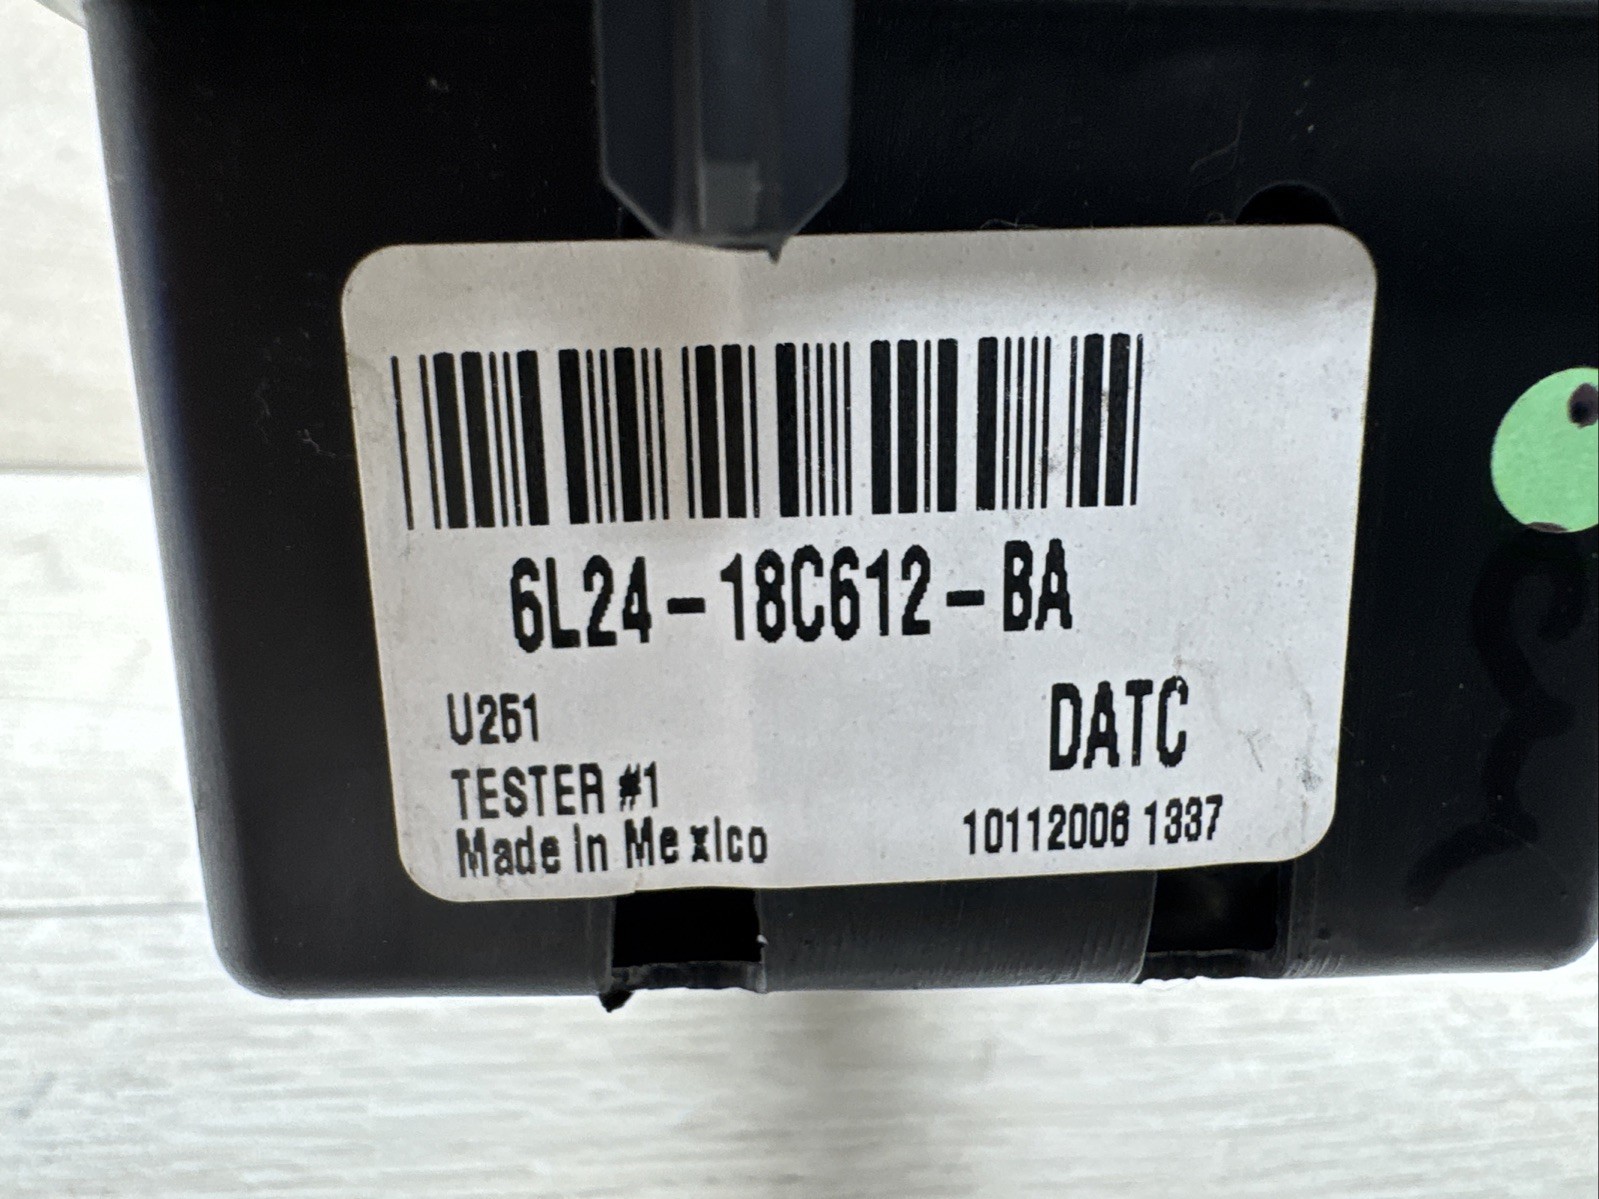 6L24-18C612-BA
U251
DATC
TESTER #1
Made in Mexico
10112006 1337